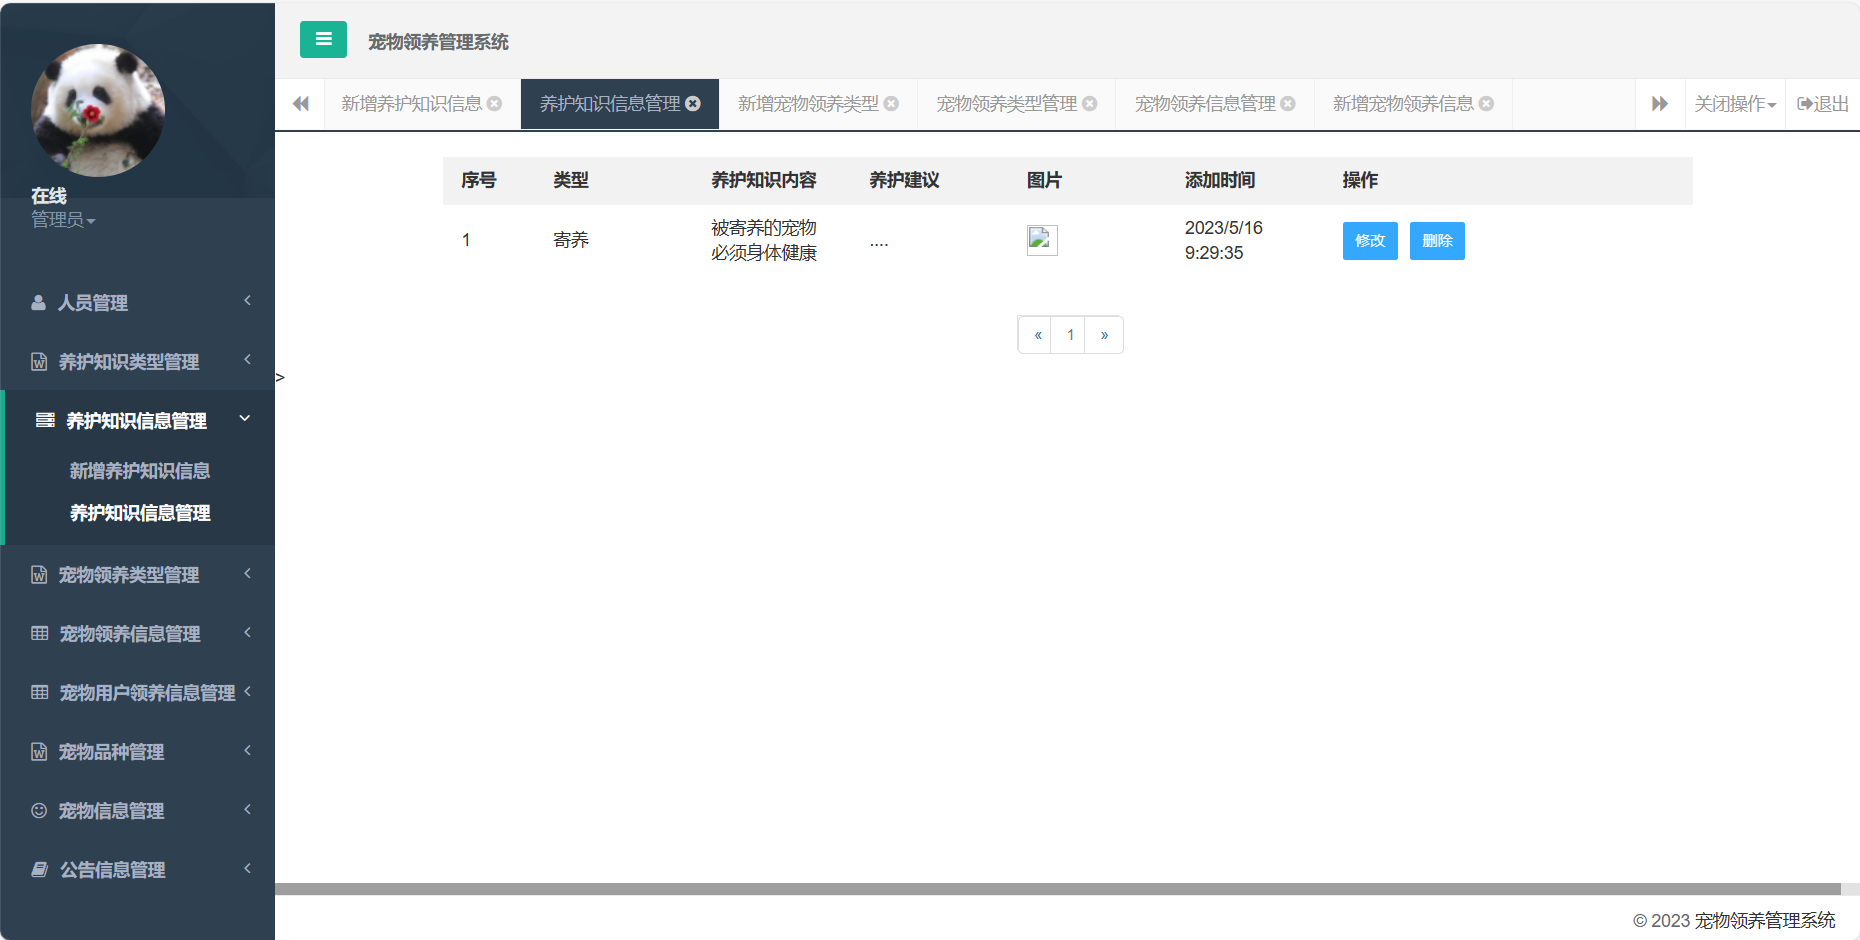 宠物领养管理系统
新增养护知识信息
养护知识信息管理
新增宠物领养类型
宠物领养类型管理
宠物领养信息管理
新增宠物领养信息
关闭操作
退出
在线
管理员
人员管理
养护知识类型管理
养护知识信息管理
新增养护知识信息
养护知识信息管理
宠物领养类型管理
宠物领养信息管理
宠物用户领养信息管理
宠物品种管理
宠物信息管理
公告信息管理
序号 类型 养护知识内容 养护建议 图片 添加时间 操作
1 寄养 被寄养的宠物 .... 2023/5/16 修改 删除
必须身体健康 9:29:35
« 1 »
>
© 2023 宠物领养管理系统